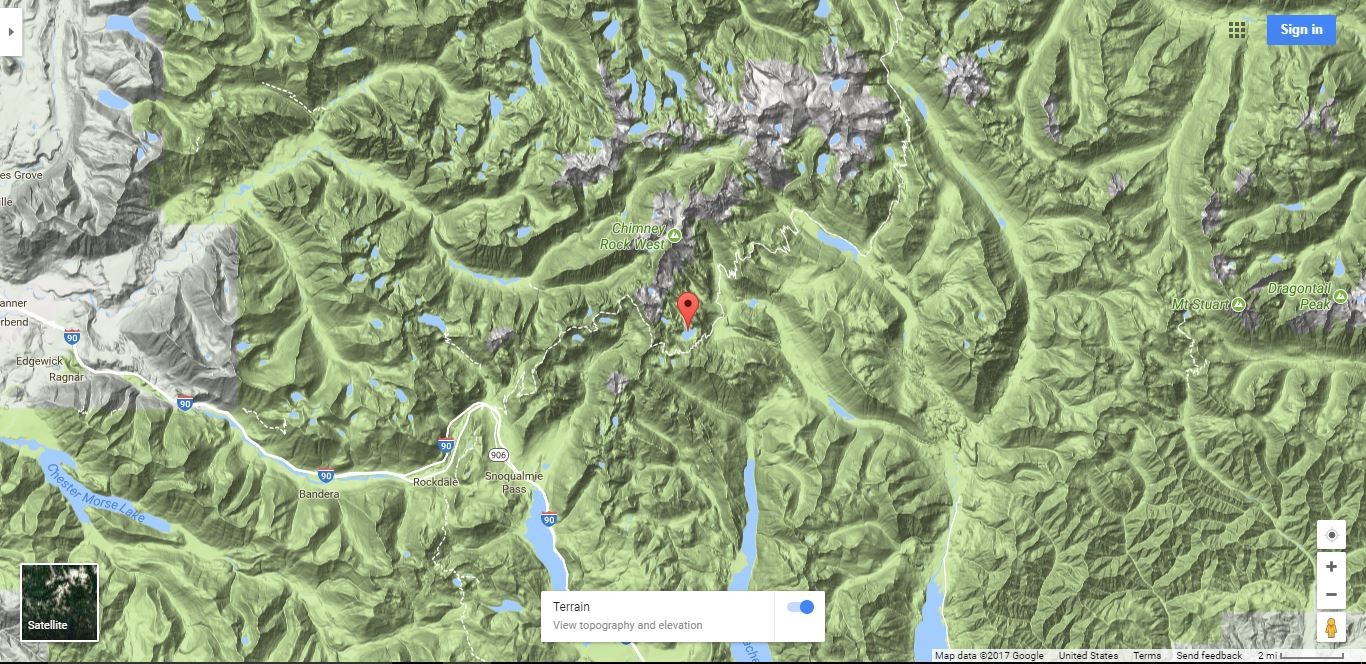 Sign in
es Grove
lle
Chimney
Rock West
Dragontail
Peak
Mt Stuart
anner
rbend
90
Edgewick
Ragnar
90
90
906
90
Rockdale
Snoqualmie
Pass
Bandera
90
Chester Morse Lake
Satellite
Terrain
View topography and elevation
ache
Map data ©2017 Google United States Terms Send feedback 2 mi